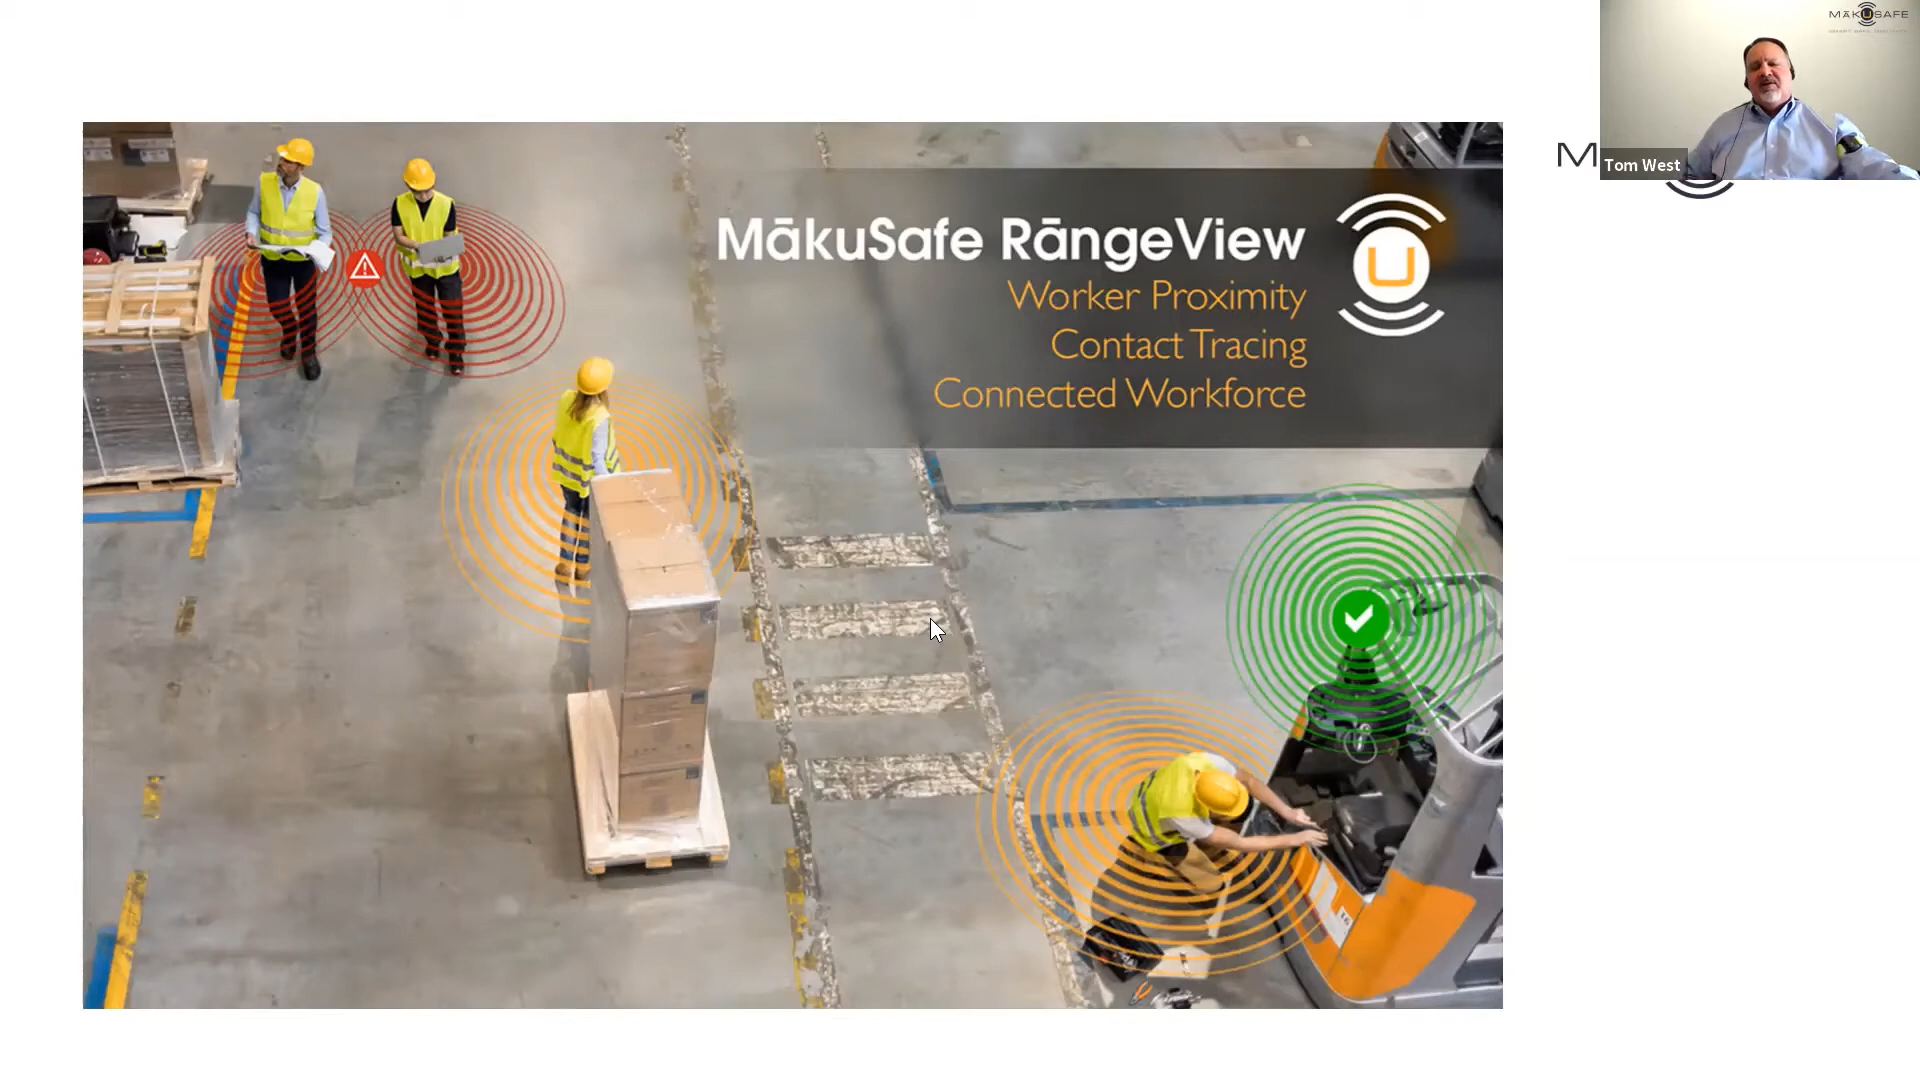 MākuSafe RāngeView
Worker Proximity
Contact Tracing
Connected Workforce
U
MĀKUSAFE
M
Tom West